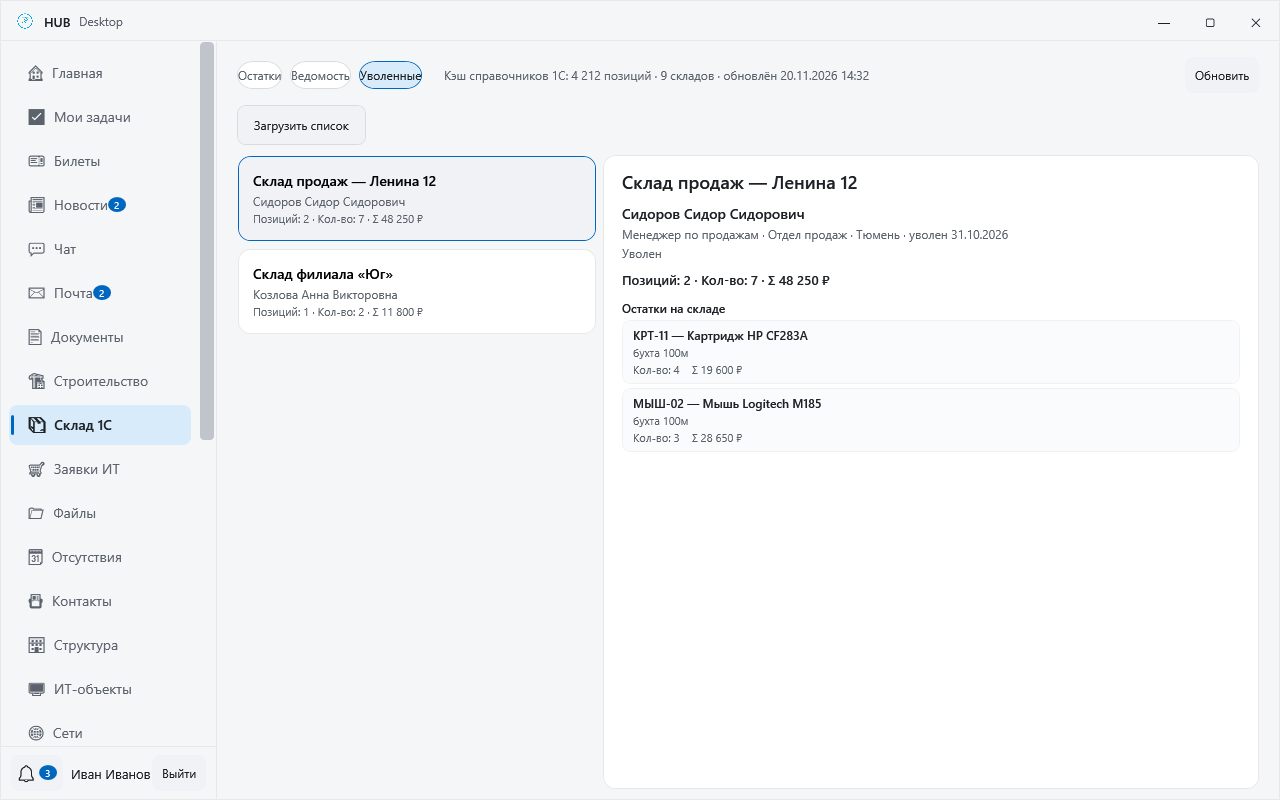 HUB Desktop
Главная
Мои задачи
Билеты
Новости 2
Чат
Почта 2
Документы
Строительство
Склад 1С
Заявки ИТ
Файлы
31 Отсутствия
Контакты
Структура
ИТ-объекты
Сети
3 Иван Иванов Выйти
Остатки Ведомость Уволенные Кэш справочников 1С: 4 212 позиций · 9 складов · обновлён 20.11.2026 14:32 Обновить
Загрузить список
Склад продаж — Ленина 12
Сидоров Сидор Сидорович
Позиций: 2 · Кол-во: 7 · Σ 48 250 ₽
Склад филиала «Юг»
Козлова Анна Викторовна
Позиций: 1 · Кол-во: 2 · Σ 11 800 ₽
Склад продаж — Ленина 12
Сидоров Сидор Сидорович
Менеджер по продажам · Отдел продаж · Тюмень · уволен 31.10.2026
Уволен
Позиций: 2 · Кол-во: 7 · Σ 48 250 ₽
Остатки на складе
КРТ-11 — Картридж HP CF283A
бухта 100м
Кол-во: 4 Σ 19 600 ₽
МЫШ-02 — Мышь Logitech M185
бухта 100м
Кол-во: 3 Σ 28 650 ₽